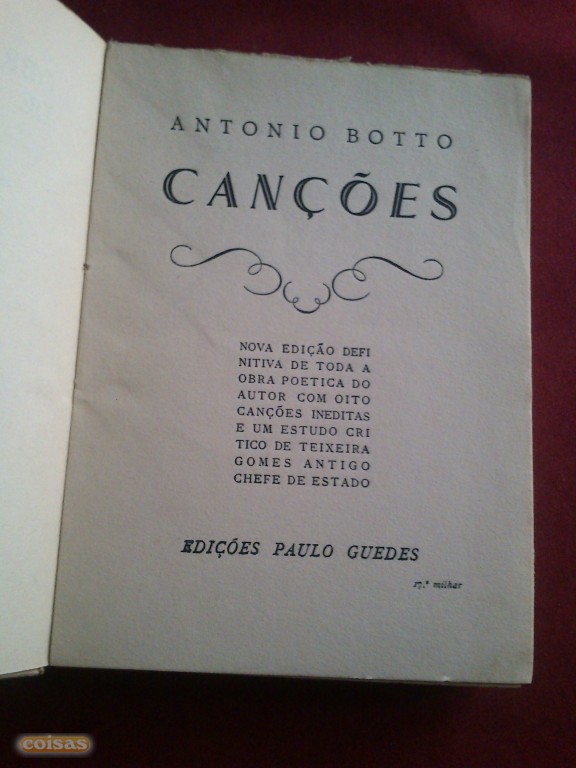 ANTONIO BOTTO
CANÇÕES
NOVA EDIÇÃO DEFI
NITIVA DE TODA A
OBRA POETICA DO
AUTOR COM OITO
CANÇÕES INEDITAS
E UM ESTUDO CRI
TICO DE TEIXEIRA
GOMES ANTIGO
CHEFE DE ESTADO
EDIÇÓES PAULO GUEDES
17.º milhar
coisas